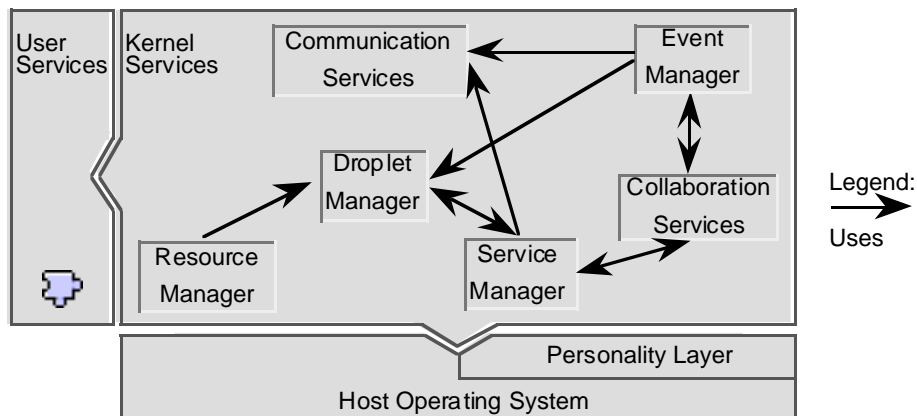 User
Services
Kernel
Services
Communication
Services
Event
Manager
Droplet
Manager
Collaboration
Services
Resource
Manager
Service
Manager
Legend:
Uses
Personality Layer
Host Operating System